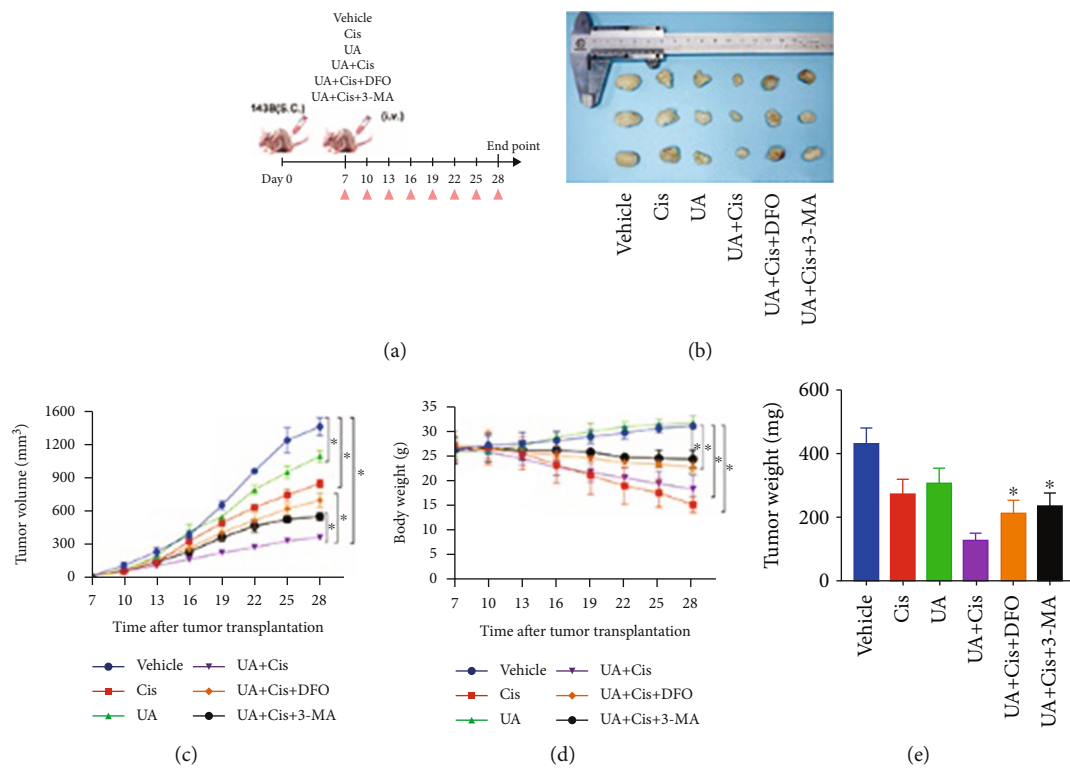 Vehicle
Cis
UA
UA+Cis
UA+Cis+DFO
UA+Cis+3-MA
143B(S.C.)
(i.v.)
End point
Day 0
7 10 13 16 19 22 25 28
(a)
Vehicle
Cis
UA
UA+Cis
UA+Cis+DFO
UA+Cis+3-MA
(b)
Tumor volume (mm³)
1600
1200
900
600
300
0
7 10 13 16 19 22 25 28
* * * * *
Time after tumor transplantation
Vehicle
Cis
UA
UA+Cis
UA+Cis+DFO
UA+Cis+3-MA
(c)
Body weight (g)
35
30
25
20
15
10
5
0
7 10 13 16 19 22 25 28
* * * *
Time after tumor transplantation
Vehicle
Cis
UA
UA+Cis
UA+Cis+DFO
UA+Cis+3-MA
(d)
Tumor weight (mg)
600
400
200
0
* *
Vehicle
Cis
UA
UA+Cis
UA+Cis+DFO
UA+Cis+3-MA
(e)